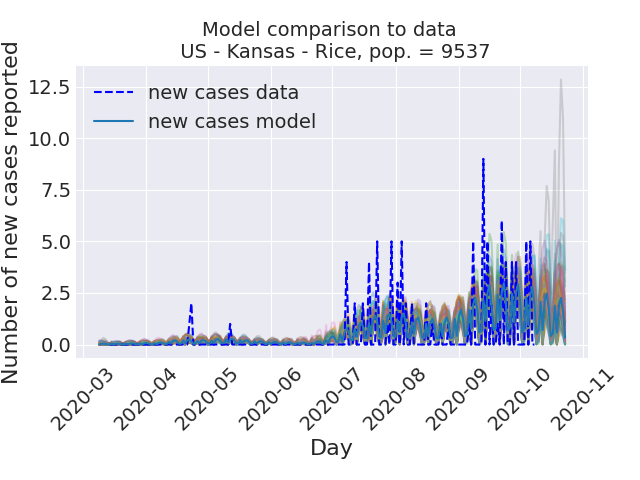 Model comparison to data
US - Kansas - Rice, pop. = 9537
Number of new cases reported
12.5
10.0
7.5
5.0
2.5
0.0
new cases data
new cases model
2020-03
2020-04
2020-05
2020-06
2020-07
2020-08
2020-09
2020-10
2020-11
Day